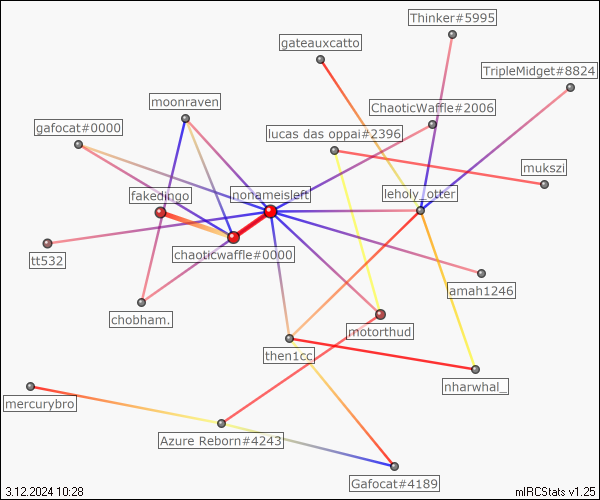 Thinker#5995
gateauxcatto
TripleMidget#8824
moonraven
ChaoticWaffle#2006
gafocat#0000
lucas das oppai#2396
mukszi
fakedingo
nonameisleft
leholy_otter
chaoticwaffle#0000
tt532
amah1246
chobham.
motorthud
then1cc
nharwhal_
mercurybro
Azure Reborn#4243
Gafocat#4189
3.12.2024 10:28
mIRCStats v1.25